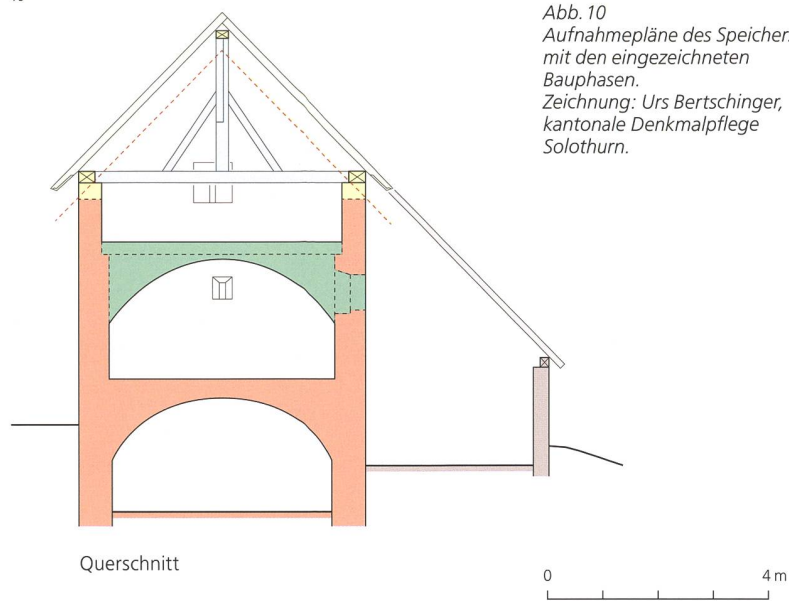 Abb. 10
Aufnahmepläne des Speicher
mit den eingezeichneten
Bauphasen.
Zeichnung: Urs Bertschinger,
kantonale Denkmalpflege
Solothurn.
Querschnitt
0 4 m